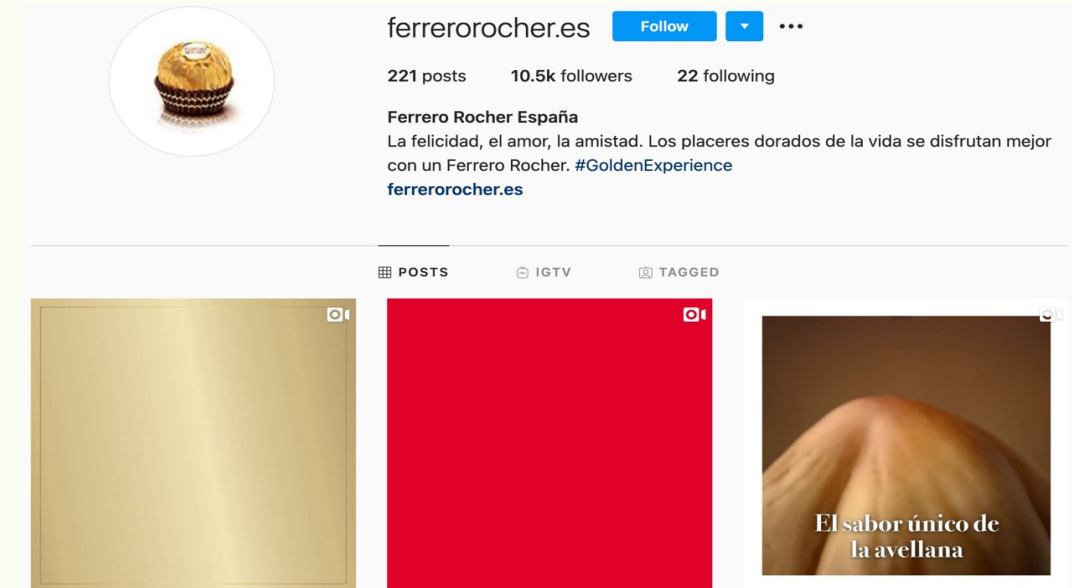 ferrerorocher.es Follow
221 posts 10.5k followers 22 following
Ferrero Rocher España
La felicidad, el amor, la amistad. Los placeres dorados de la vida se disfrutan mejor
con un Ferrero Rocher. #GoldenExperience
ferrerorocher.es
POSTS IGTV TAGGED
El sabor único de
la avellana